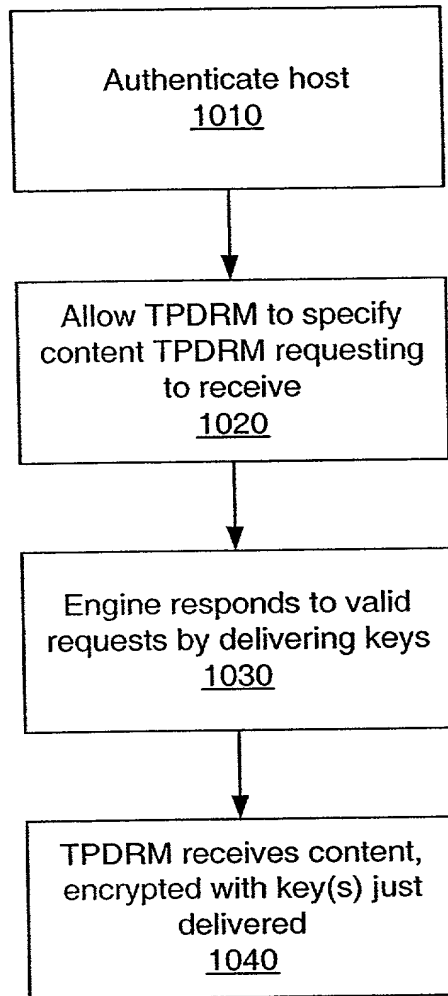 Authenticate host
1010
Allow TPDRM to specify
content TPDRM requesting
to receive
1020
Engine responds to valid
requests by delivering keys
1030
TPDRM receives content,
encrypted with key(s) just
delivered
1040